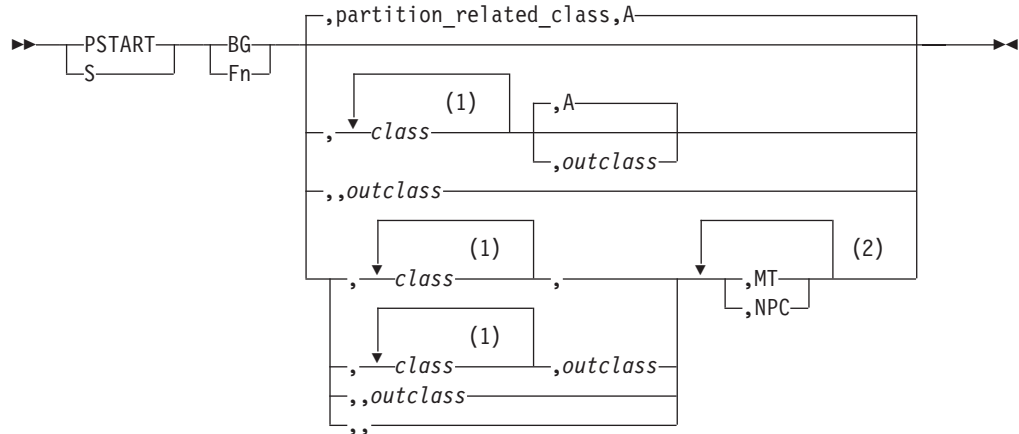 ,partition_related_class,A
PSTART BG
S Fn
(1)
,A
, class
,outclass
,,outclass
(1) (2)
, class , ,MT
,NPC
(1)
, class ,outclass
,,outclass
,,